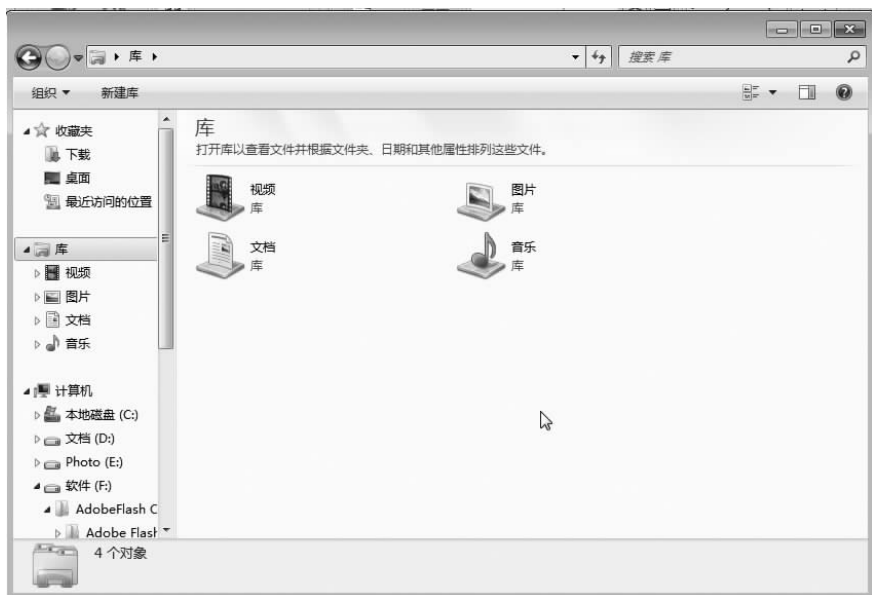 库
搜索 库
组织
新建库
收藏夹
下载
桌面
最近访问的位置
库
视频
图片
文档
音乐
计算机
本地磁盘 (C:)
文档 (D:)
Photo (E:)
软件 (F:)
AdobeFlash C
Adobe Flash
库
打开库以查看文件并根据文件夹、日期和其他属性排列这些文件。
视频
库
图片
库
文档
库
音乐
库
4 个对象